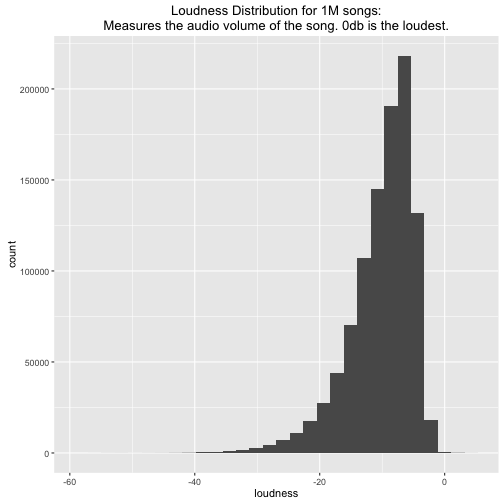 Loudness Distribution for 1M songs:
Measures the audio volume of the song. 0db is the loudest.
200000
150000
100000
50000
0
count
-60
-40
-20
0
loudness